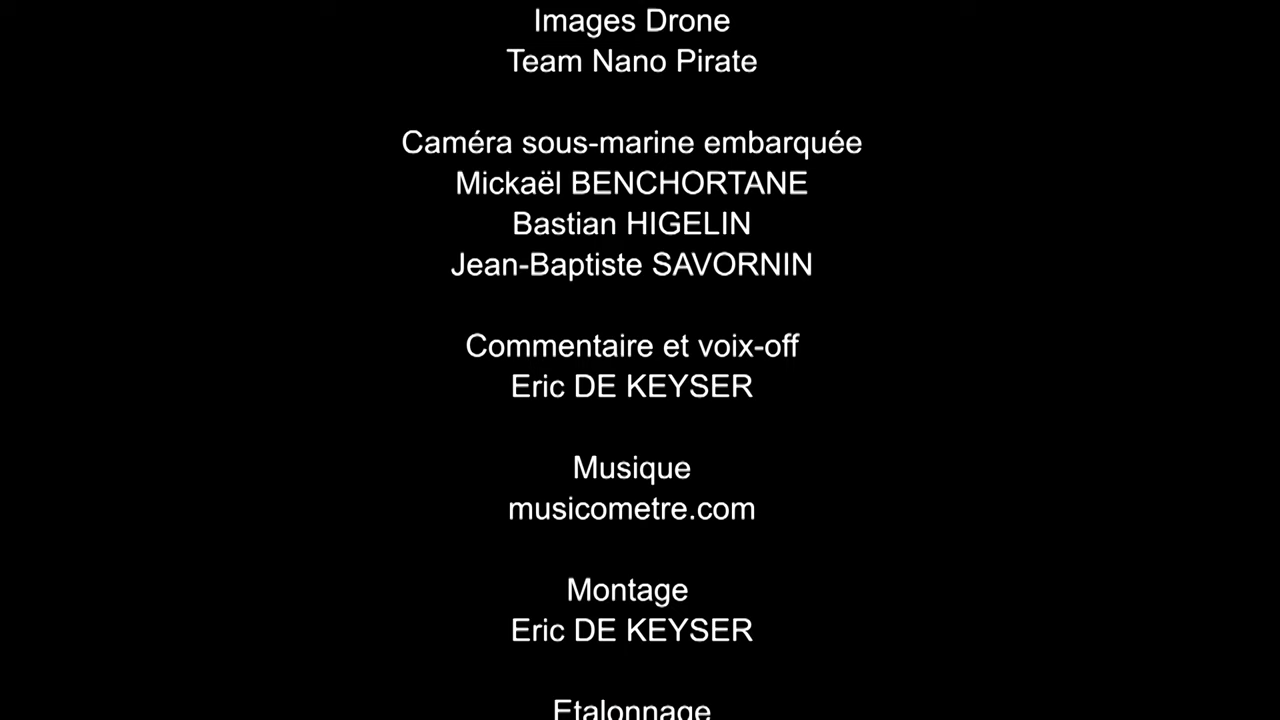 Images Drone
Team Nano Pirate
Caméra sous-marine embarquée
Mickaël BENCHORTANE
Bastian HIGELIN
Jean-Baptiste SAVORNIN
Commentaire et voix-off
Eric DE KEYSER
Musique
musicometre.com
Montage
Eric DE KEYSER
Etalonnage